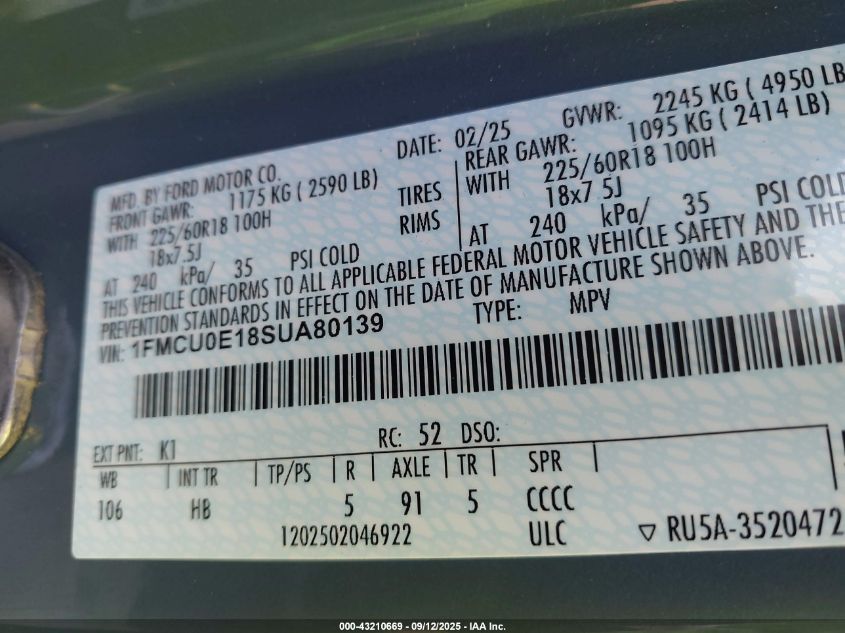 MFD. BY FORD MOTOR CO.
DATE: 02/25
GVWR: 2245 KG ( 4950 LB
FRONT GAWR: 1175 KG ( 2590 LB)
REAR GAWR: 1095 KG ( 2414 LB)
WITH 225/60R18 100H
TIRES
WITH 225/60R18 100H
18x7.5J
RIMS
18x7.5J
AT 240 kPa/ 35 PSI COLD
AT 240 kPa/ 35 PSI COLD
THIS VEHICLE CONFORMS TO ALL APPLICABLE FEDERAL MOTOR VEHICLE SAFETY AND THE
PREVENTION STANDARDS IN EFFECT ON THE DATE OF MANUFACTURE SHOWN ABOVE.
VIN: 1FMCU0E18SUA80139
TYPE: MPV
EXT PNT: K1 RC: 52 DSO:
WB INT TR TP/PS R AXLE TR SPR
106 HB 5 91 5 CCCC
1202502046922 ULC ▽ RU5A-3520472
000-43210669 - 09/12/2025 - IAA Inc.